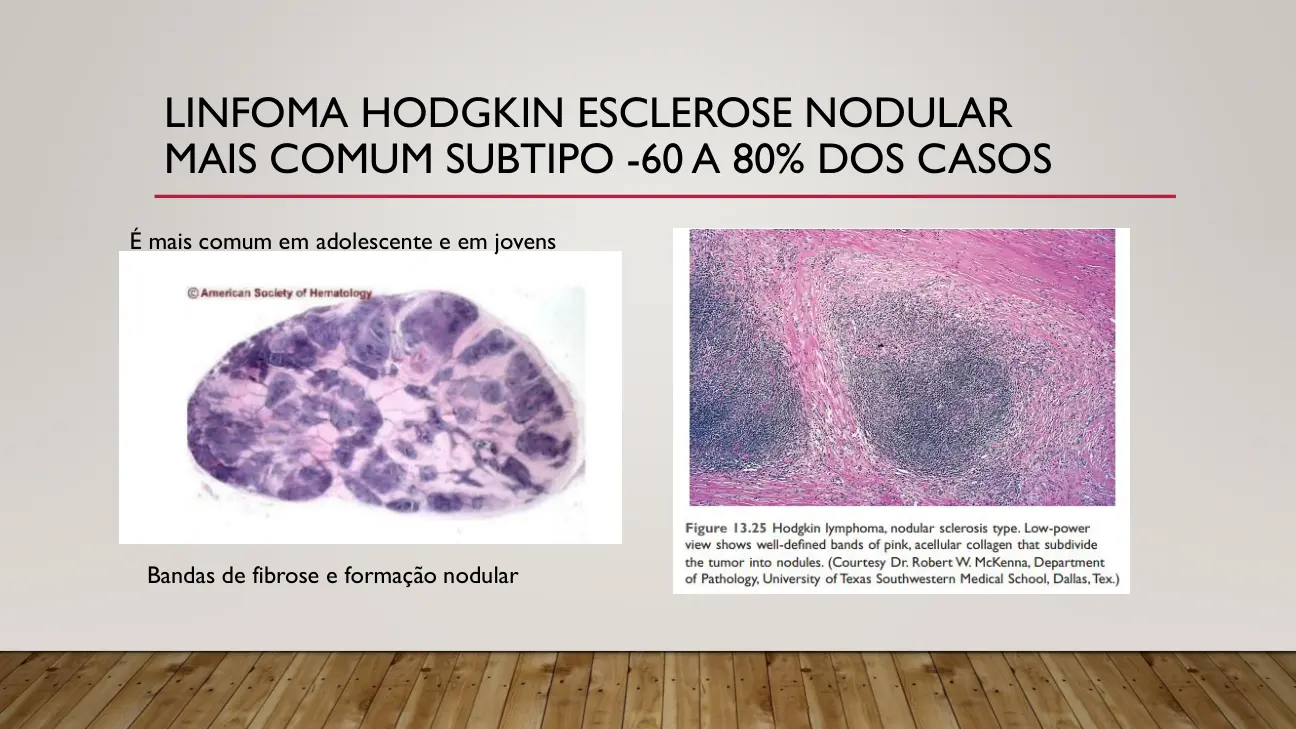 LINFOMA HODGKIN ESCLEROSE NODULAR
MAIS COMUM SUBTIPO -60 A 80% DOS CASOS
É mais comum em adolescente e em jovens
© American Society of Hematology
Bandas de fibrose e formação nodular
Figure 13.25 Hodgkin lymphoma, nodular sclerosis type. Low-power
view shows well-defined bands of pink, acellular collagen that subdivide
the tumor into nodules. (Courtesy Dr. Robert W. McKenna, Department
of Pathology, University of Texas Southwestern Medical School, Dallas, Tex.)